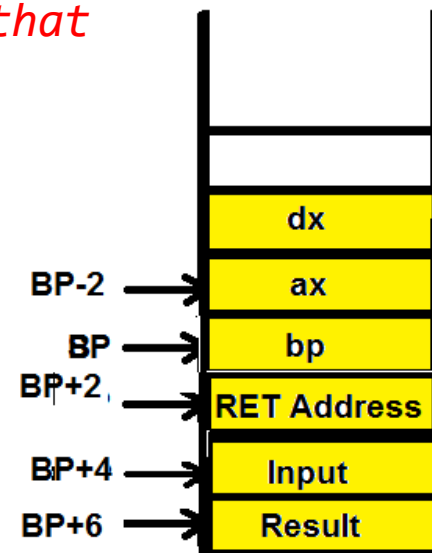 that
dx
BP-2 ax
BP bp
BP+2 RET Address
BP+4 Input
BP+6 Result